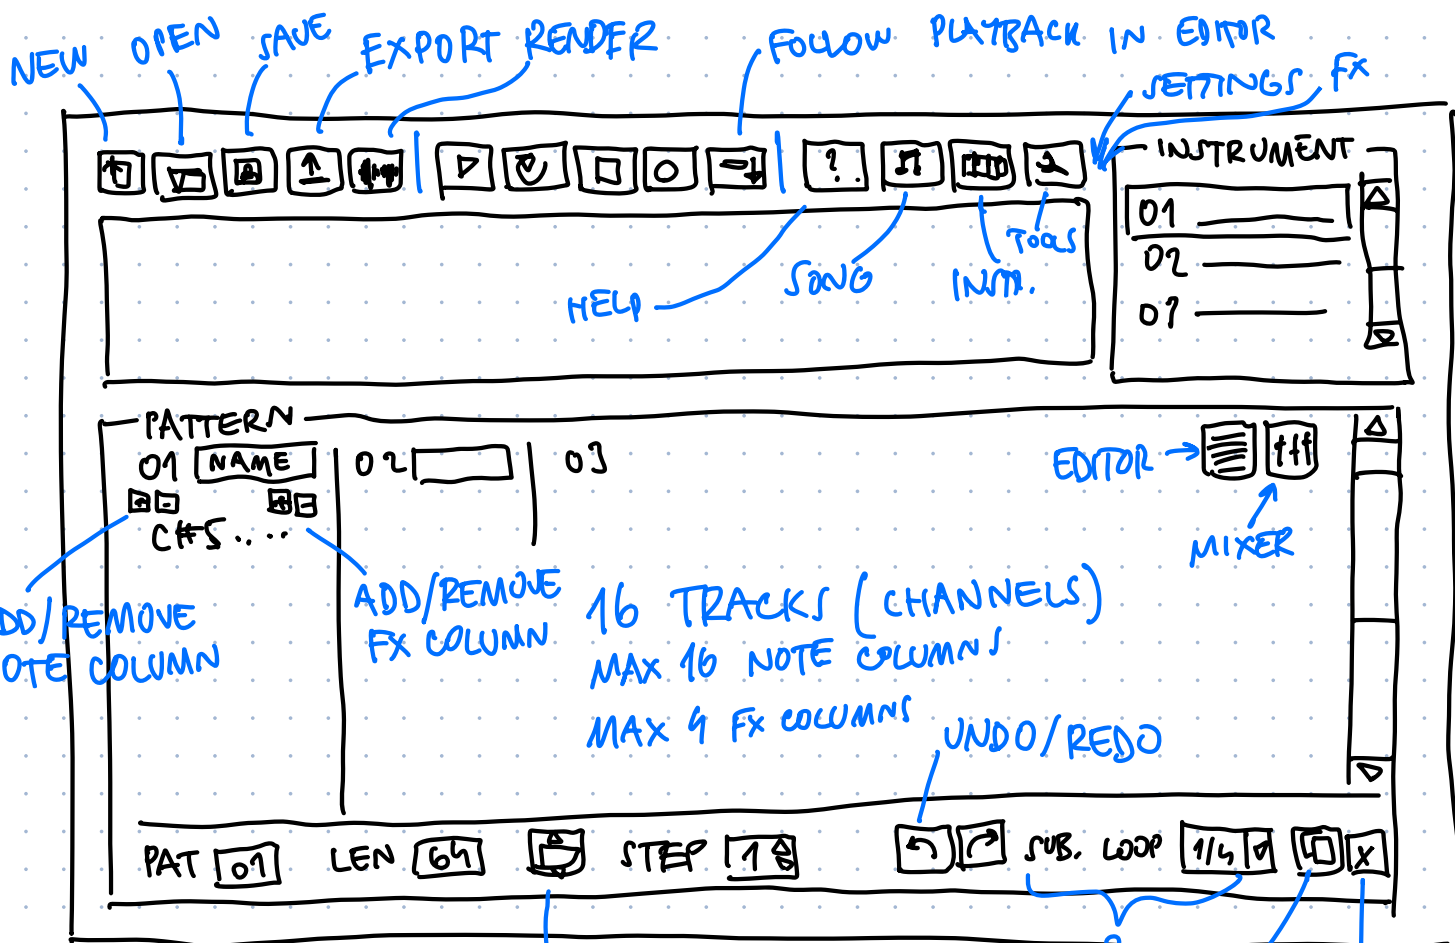 NEW OPEN SAVE EXPORT RENDER FOLLOW PLAYBACK IN EDITOR
SETTINGS, FX
?
INSTRUMENT
01
02
TOOLS
SONG
INSTR.
HELP
PATTERN
01 NAME 02 03
EDITOR
+ - + -
C#5....
MIXER
ADD/REMOVE
FX COLUMN
DD/REMOVE
OTE COLUMN
16 TRACKS (CHANNELS)
MAX 16 NOTE COLUMNS
MAX 4 FX COLUMNS
UNDO/REDO
PAT 01 LEN 64 STEP 1 SUB. LOOP 1/4 X